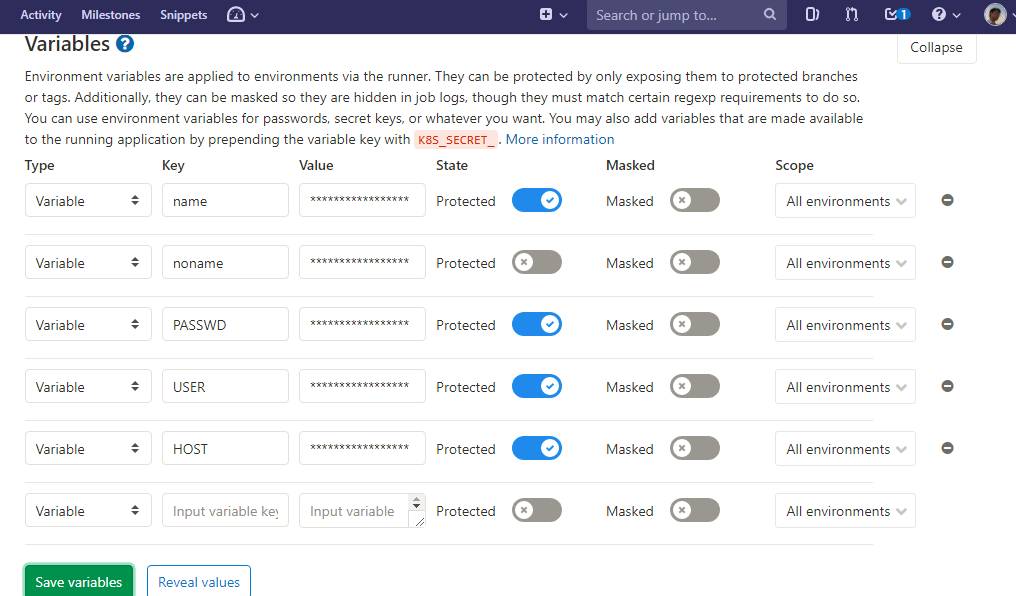 Activity Milestones Snippets Search or jump to... 1
Variables
Collapse
Environment variables are applied to environments via the runner. They can be protected by only exposing them to protected branches
or tags. Additionally, they can be masked so they are hidden in job logs, though they must match certain regexp requirements to do so.
You can use environment variables for passwords, secret keys, or whatever you want. You may also add variables that are made available
to the running application by prepending the variable key with K8S_SECRET_ . More information
Type Key Value State Masked Scope
Variable name ***************** Protected Masked All environments
Variable noname ***************** Protected Masked All environments
Variable PASSWD ***************** Protected Masked All environments
Variable USER ***************** Protected Masked All environments
Variable HOST ***************** Protected Masked All environments
Variable Input variable key Input variable Protected Masked All environments
Save variables Reveal values